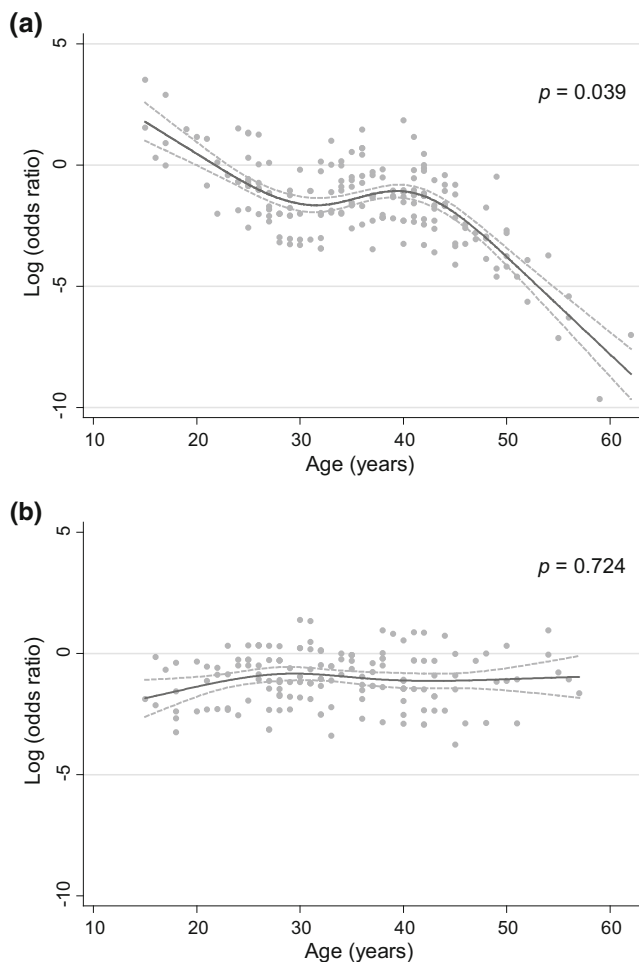 (a)
5
0
-5
-10
Log (odds ratio)
p = 0.039
10 20 30 40 50 60
Age (years)
(b)
5
0
-5
-10
Log (odds ratio)
p = 0.724
10 20 30 40 50 60
Age (years)